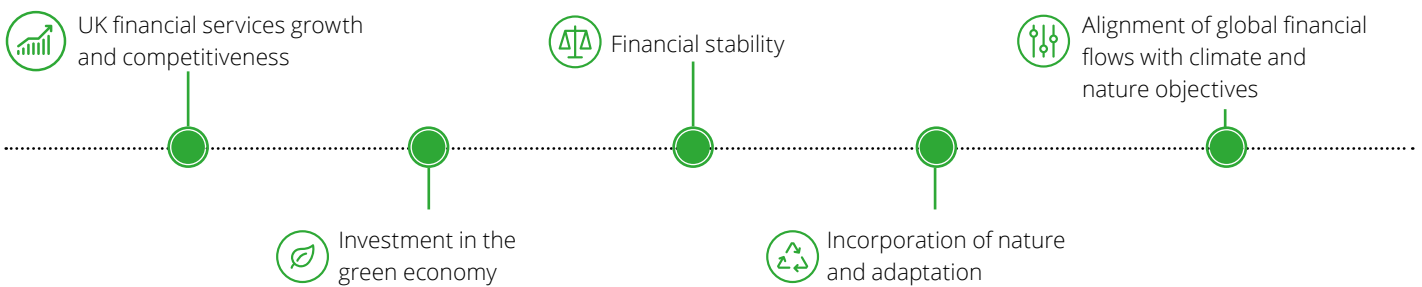 UK financial services growth
and competitiveness
Investment in the
green economy
Financial stability
Incorporation of nature
and adaptation
Alignment of global financial
flows with climate and
nature objectives